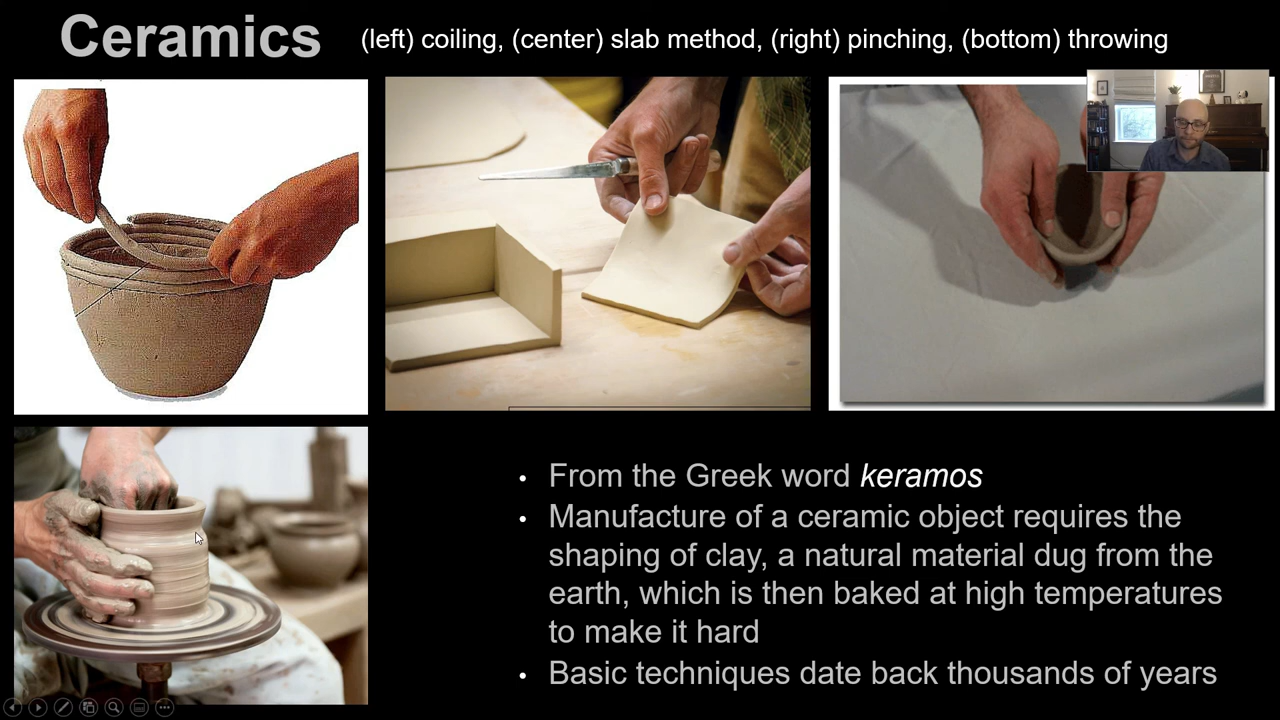 Ceramics
(left) coiling, (center) slab method, (right) pinching, (bottom) throwing
• From the Greek word keramos
• Manufacture of a ceramic object requires the
shaping of clay, a natural material dug from the
earth, which is then baked at high temperatures
to make it hard
• Basic techniques date back thousands of years